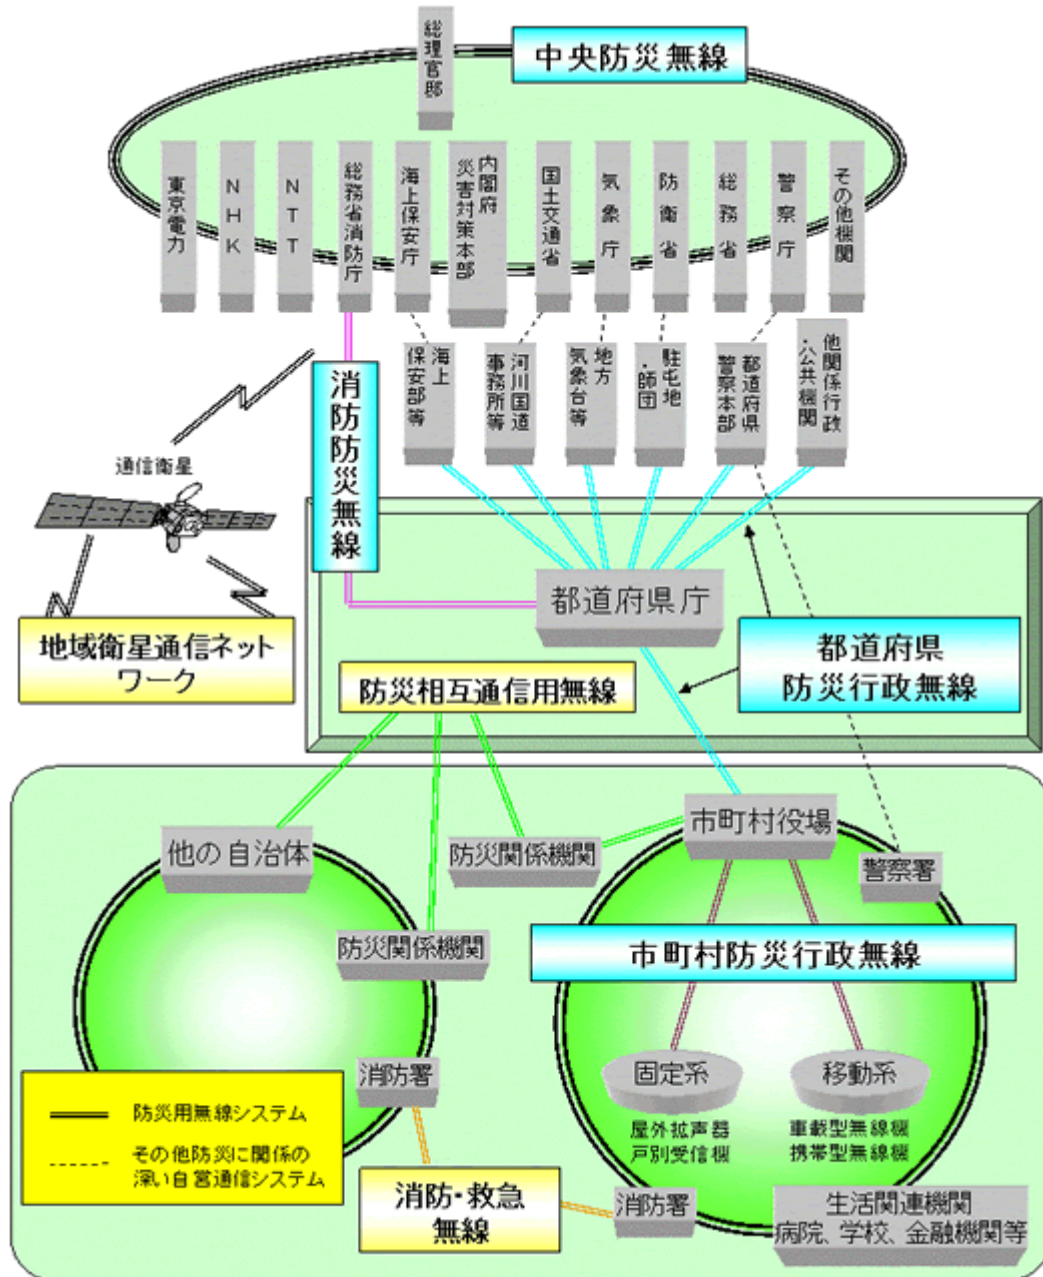 総理官邸
中央防災無線
東京電力
NHK
NTT
総務省消防庁
海上保安庁
内閣府
災害対策本部
国土交通省
気象庁
防衛省
総務省
警察庁
その他機関
海上
保安部等
河川国道
事務所等
地方
気象台等
駐屯地
・師団
都道府県
警察本部
他関係行政
・公共機関
消防防災無線
通信衛星
地域衛星通信ネット
ワーク
都道府県庁
都道府県
防災行政無線
防災相互通信用無線
他の自治体
防災関係機関
市町村役場
警察署
防災関係機関
市町村防災行政無線
消防署
固定系
移動系
屋外拡声器
戸別受信機
車載型無線機
携帯型無線機
防災用無線システム
その他防災に関係の
深い自営通信システム
消防・救急
無線
消防署
生活関連機関
病院、学校、金融機関等